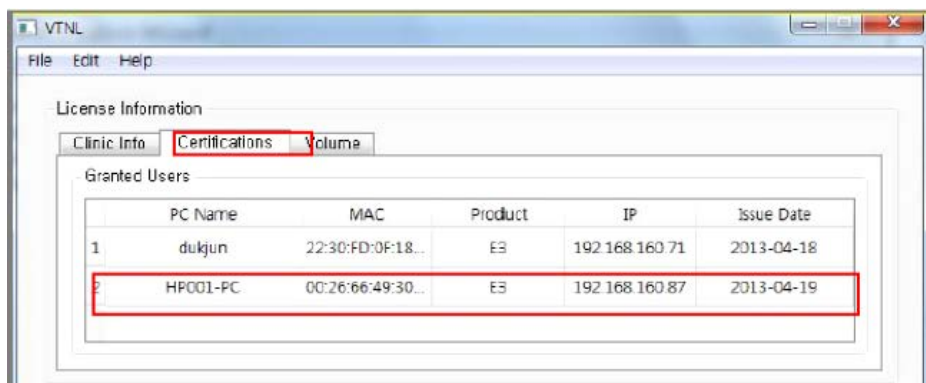 VTNL
File Edit Help
License Information
Clinic Info Certifications Volume
Granted Users
PC Name MAC Product IP Issue Date
1 dukjun 22:30:FD:0F:18... E3 192.168.160.71 2013-04-18
2 HP001-PC 00:26:66:49:30... E3 192.168.160.87 2013-04-19